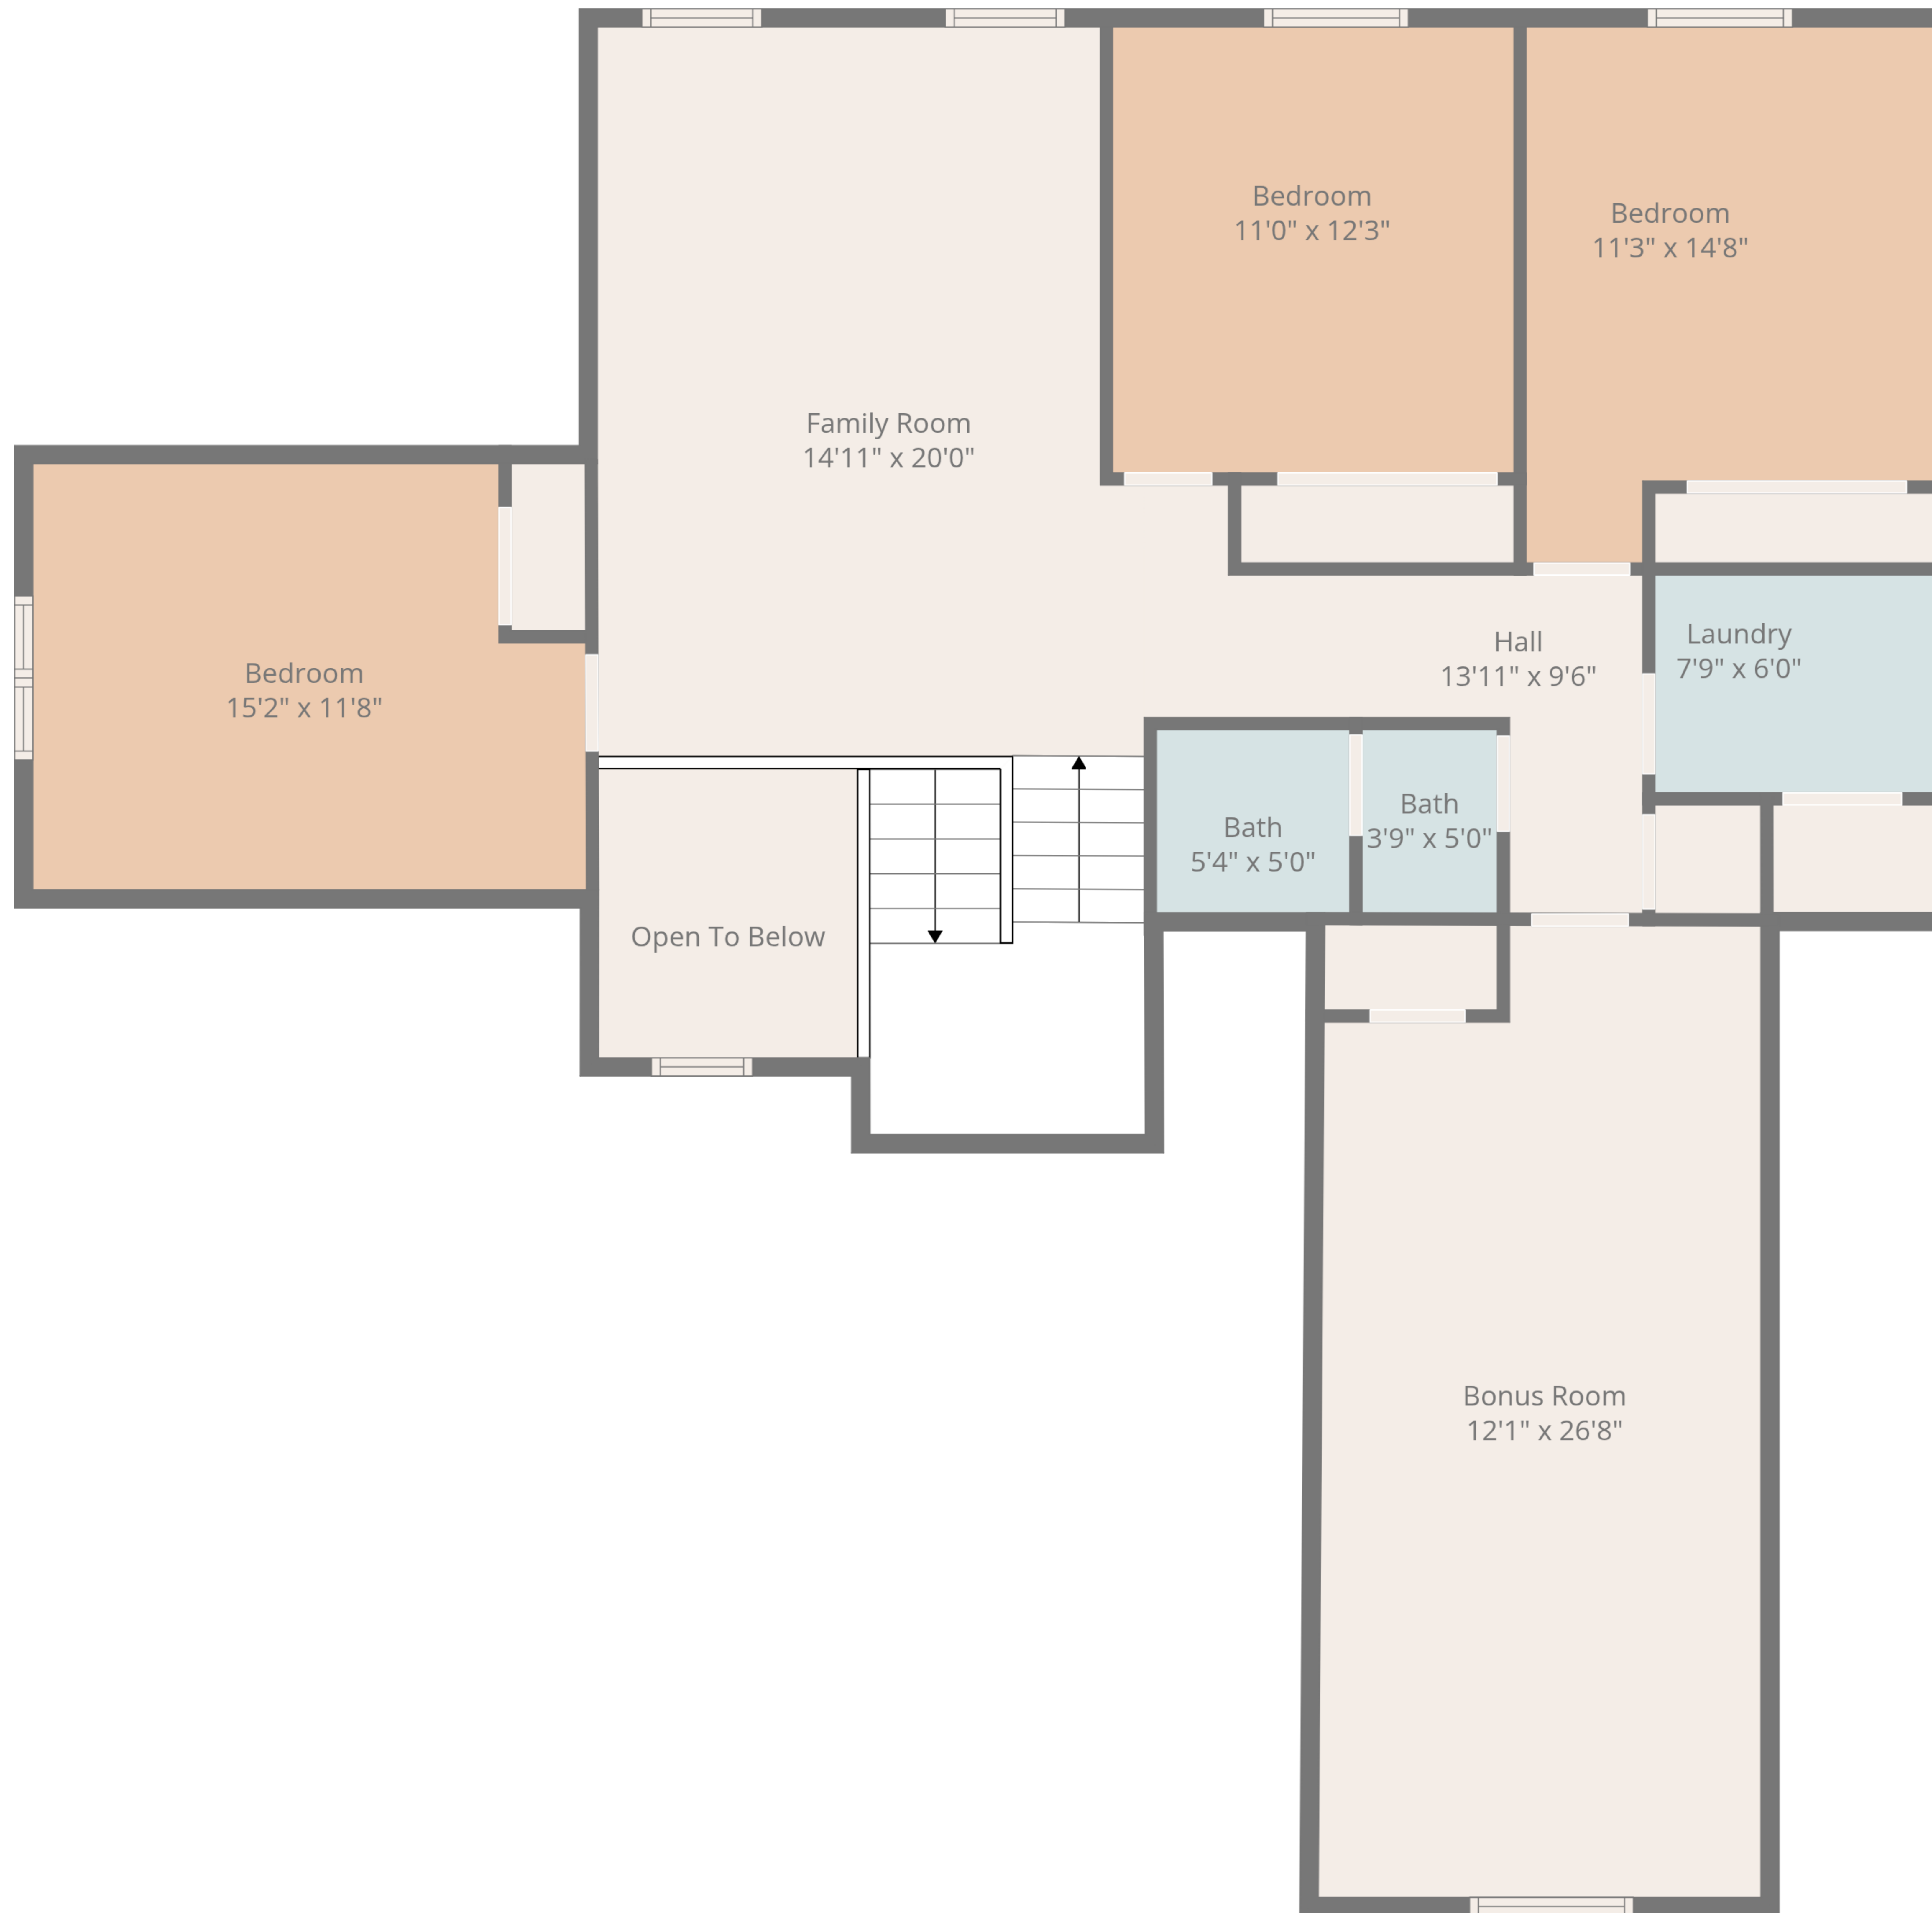 Bedroom
11'0" x 12'3"
Bedroom
11'3" x 14'8"
Family Room
14'11" x 20'0"
Bedroom
15'2" x 11'8"
Hall
13'11" x 9'6"
Laundry
7'9" x 6'0"
Bath
5'4" x 5'0"
Bath
3'9" x 5'0"
Open To Below
Bonus Room
12'1" x 26'8"